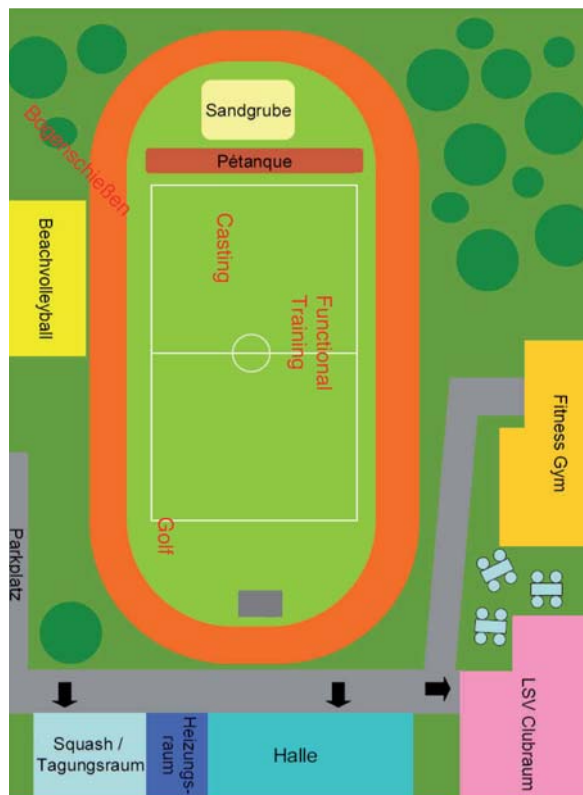 Sandgrube
Pétanque
Bogenschießen
Casting
Beachvolleyball
Functional
Training
Fitness Gym
Parkplatz
Golf
LSV Clubraum
Squash /
Tagungsraum
Heizungs-
raum
Halle